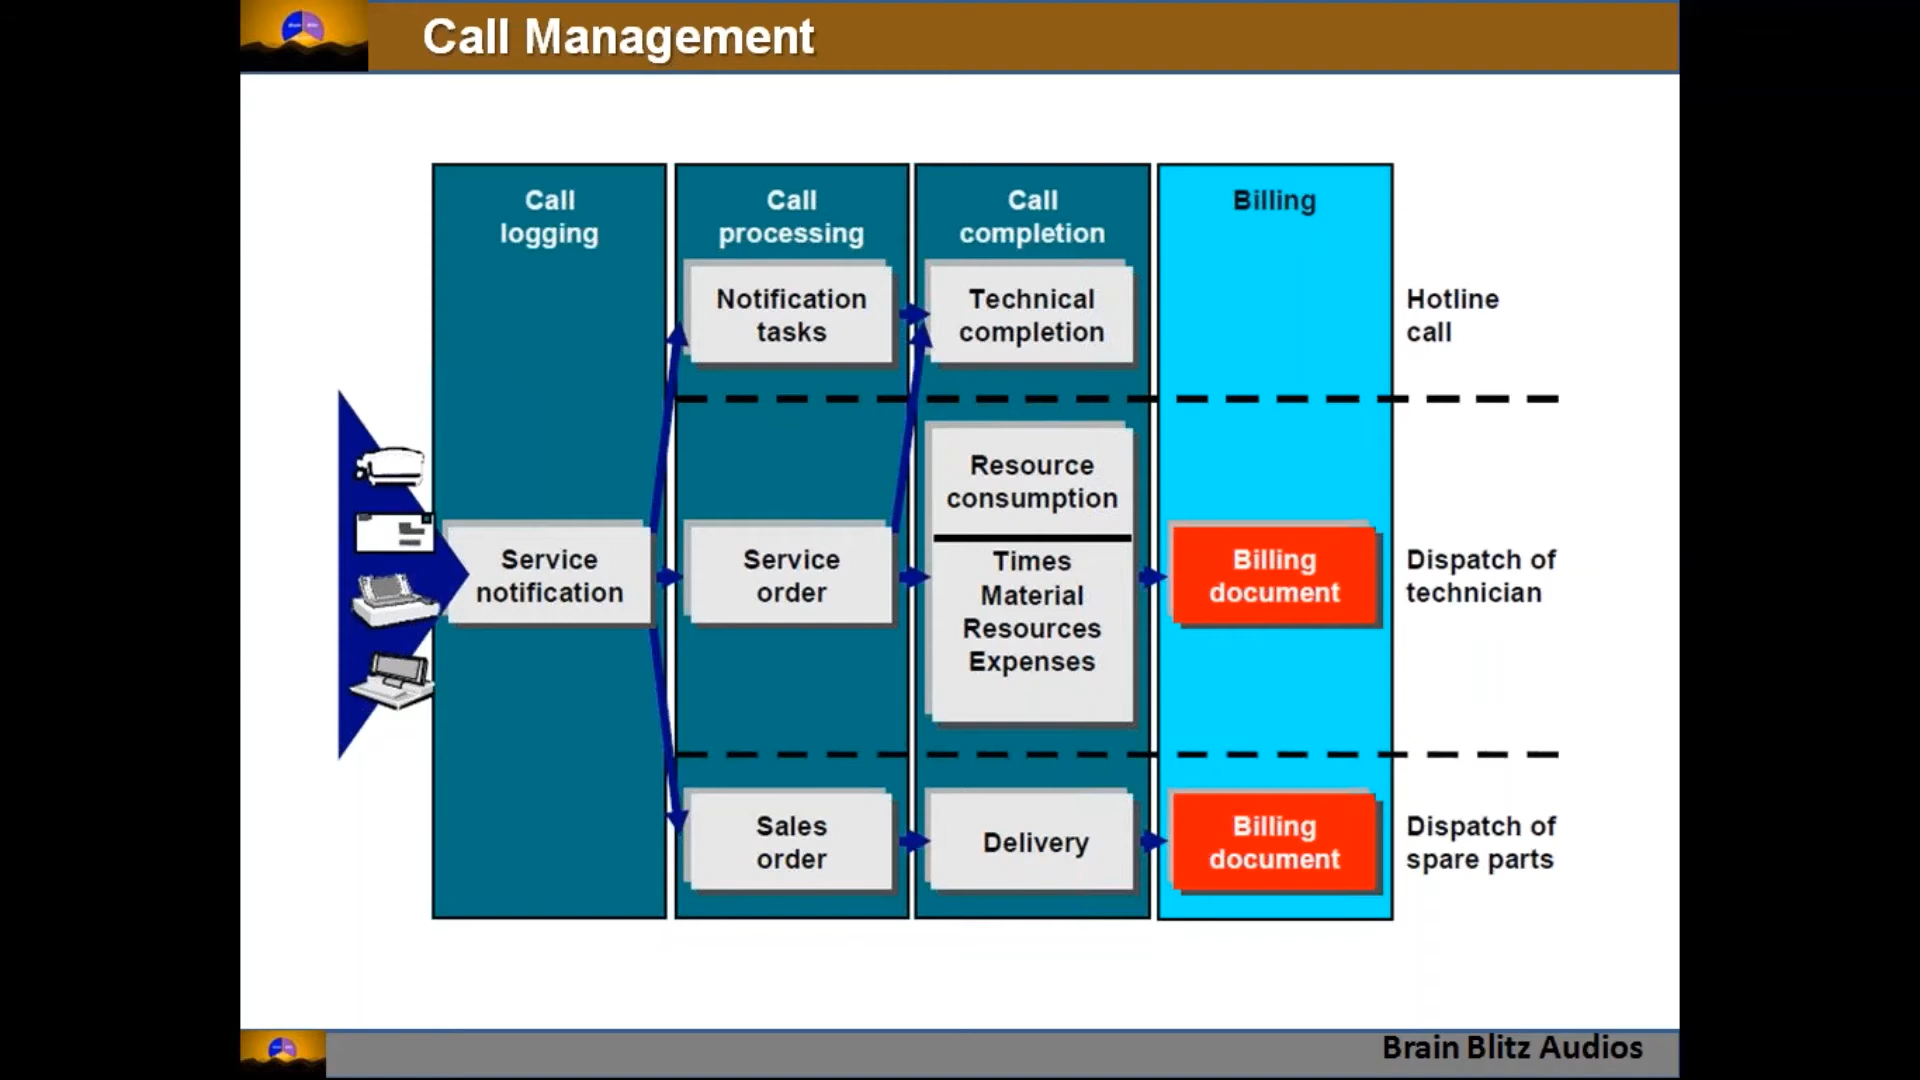 Call Management
Call
logging
Call
processing
Call
completion
Billing
Notification
tasks
Technical
completion
Hotline
call
Service
notification
Service
order
Resource
consumption
Times
Material
Resources
Expenses
Billing
document
Dispatch of
technician
Sales
order
Delivery
Billing
document
Dispatch of
spare parts
Brain Blitz Audios